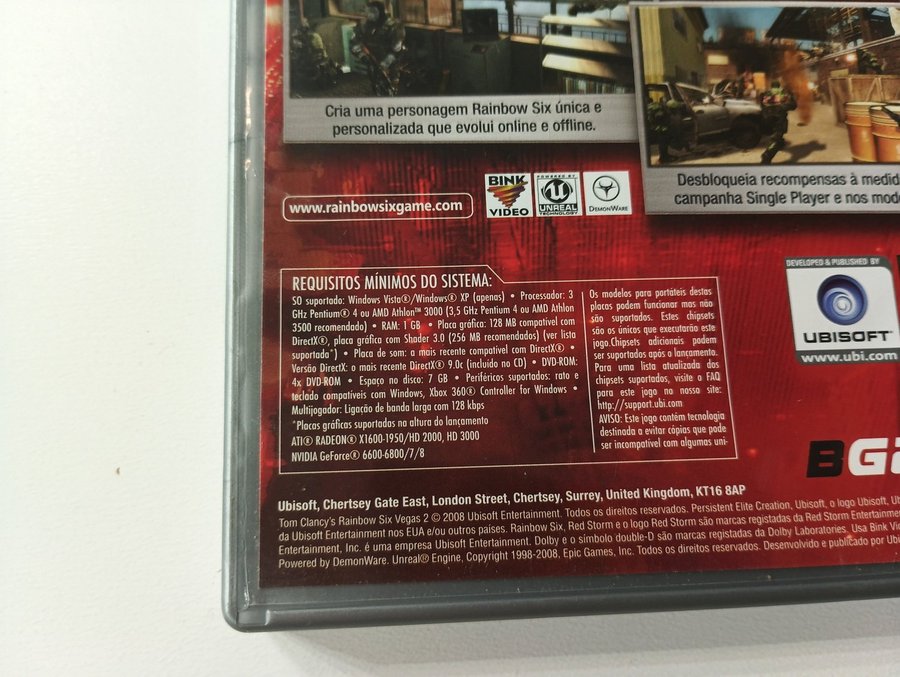 Cria uma personagem Rainbow Six única e
personalizada que evolui online e offline.
Desbloqueia recompensas à medid
campanha Single Player e nos mod
www.rainbowsixgame.com
BINK
VIDEO
POWERED BY
UNREAL
TECHNOLOGY
DEMONWARE
DEVELOPED & PUBLISHED BY
UBISOFT
www.ubi.com
REQUISITOS MÍNIMOS DO SISTEMA:
SO suportado: Windows Vista®/Windows® XP (apenas) • Processador: 3
GHz Pentium® 4 ou AMD Athlon™ 3000 (3,5 GHz Pentium 4 ou AMD Athlon
3500 recomendado) • RAM: 1 GB • Placa gráfica: 128 MB compatível com
DirectX®, placa gráfica com Shader 3.0 (256 MB recomendados) (ver lista
suportada*) • Placa de som: a mais recente compatível com DirectX® •
Versão DirectX: o mais recente DirectX® 9.0c (incluído no CD) • DVD-ROM:
4x DVD-ROM • Espaço no disco: 7 GB • Periféricos suportados: rato e
teclado compatíveis com Windows, Xbox 360® Controller for Windows •
Multijogador: Ligação de banda larga com 128 kbps
*Placas gráficas suportadas na altura do lançamento
ATI® RADEON® X1600-1950/HD 2000, HD 3000
NVIDIA GeForce® 6600-6800/7/8
Os modelos para portáteis destas
placas podem funcionar mas não
são suportados. Estes chipsets
são os únicos que executarão este
jogo.Chipsets adicionais podem
ser suportados após o lançamento.
Para uma lista atualizada das
chipsets suportados, visite o FAQ
para este jogo no nosso site:
http://support.ubi.com
AVISO: Este jogo contém tecnologia
destinada a evitar cópias que pode
ser incompatível com algumas uni-
BG
Ubisoft, Chertsey Gate East, London Street, Chertsey, Surrey, United Kingdom, KT16 8AP
Tom Clancy's Rainbow Six Vegas 2 © 2008 Ubisoft Entertainment. Todos os direitos reservados. Persistent Elite Creation, Ubisoft, o logo Ubisoft, Ub
da Ubisoft Entertainment nos EUA e/ou outros países. Rainbow Six, Red Storm e o logo Red Storm são marcas registadas da Red Storm Entertainmen
Entertainment, Inc. é uma empresa Ubisoft Entertainment. Dolby e o símbolo double-D são marcas registadas da Dolby Laboratories. Usa Bink Vi
Powered by DemonWare. Unreal® Engine, Copyright 1998-2008, Epic Games, Inc. Todos os direitos reservados. Desenvolvido e publicado por Ubi